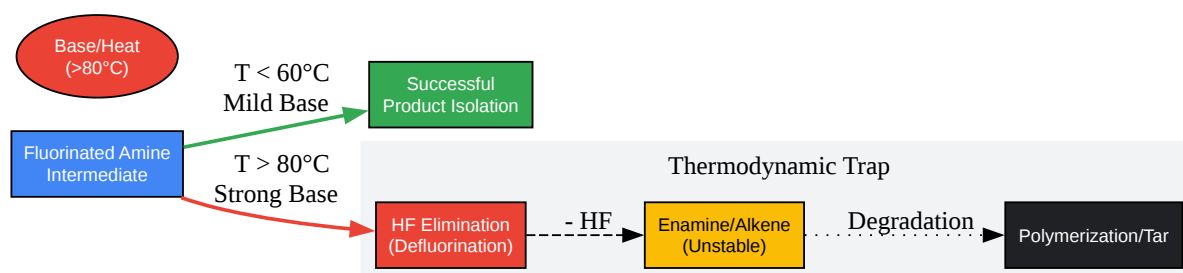 Base/Heat
(>80°C)
T < 60°C
Mild Base
Successful
Product Isolation
Fluorinated Amine
Intermediate
T > 80°C
Strong Base
Thermodynamic Trap
HF Elimination
(Defluorination)
- HF
Enamine/Alkene
(Unstable)
Degradation
Polymerization/Tar